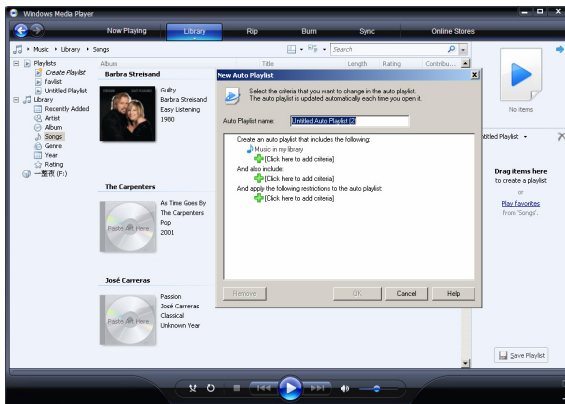 Windows Media Player
Now Playing
Library
Rip
Burn
Sync
Online Stores
Music
Library
Songs
Search
Playlists
Create Playlist
favlist
Untitled Playlist
Library
Recently Added
Artist
Album
Songs
Genre
Year
Rating
一整夜 (F:)
Album
Title
Length
Rating
Contribu...
Barbra Streisand
Guilty
Barbra Streisand
Easy Listening
1980
The Carpenters
Paste Art Here
As Time Goes By
The Carpenters
Pop
2001
José Carreras
Paste Art Here
Passion
José Carreras
Classical
Unknown Year
New Auto Playlist
Select the criteria that you want to change in the auto playlist.
The auto playlist is updated automatically each time you open it.
Auto Playlist name:
Untitled Auto Playlist (2)
Create an auto playlist that includes the following:
Music in my library
[Click here to add criteria]
And also include:
[Click here to add criteria]
And apply the following restrictions to the auto playlist:
[Click here to add criteria]
Remove
OK
Cancel
Help
No items
ntitled Playlist
Drag items here
to create a playlist
or
Play favorites
from 'Songs'.
Save Playlist